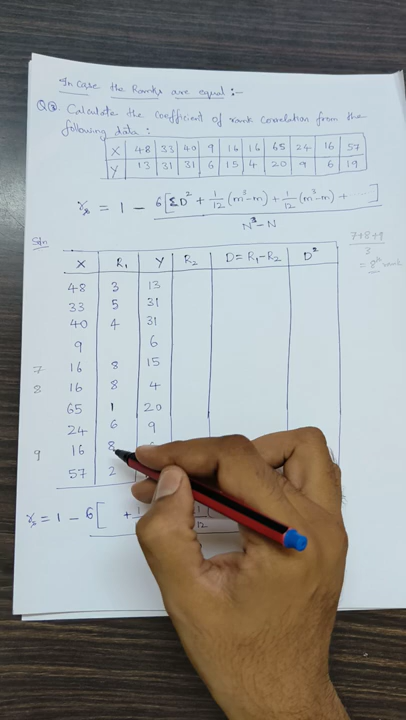 In case the Ranks are equal :-
Q③. Calculate the coefficient of rank correlation from the
following data :
X 48 33 40 9 16 16 65 24 16 57
Y 13 31 31 6 15 4 20 9 6 19
= 1 - 6[ΣD² + 1/12 (m³-m) + 1/12 (m³-m) + ]
N³ - N
Soln
7+8+9
3
= 8th rank
X R₁ Y R₂ D = R₁-R₂ D²
48 3 13
33 5 31
40 4 31
9 6
7 16 8 15
8 16 8 4
65 1 20
24 6 9
9 16 8
57 2
= 1 - 6[ + 1
12